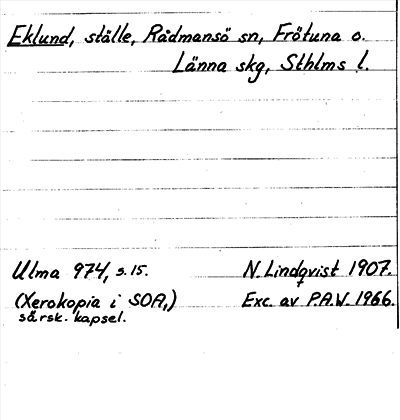 Eklund, ställe, Rådmansö sn, Frötuna o.
Länna skg, Sthlms l.
Ulma 974, s. 15. N. Lindqvist 1907.
(Xerokopia i SOA,) Exc. av P.A.W. 1966.
särsk. kapsel.